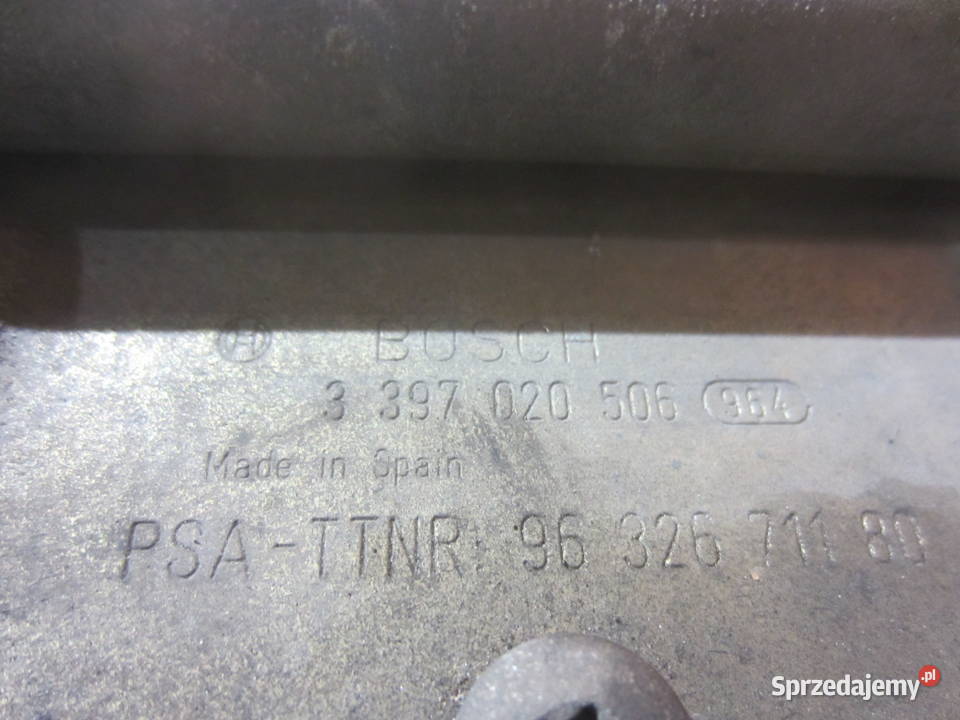 BOSCH
3 397 020 506 964
Made in Spain
PSA-TTNR. 96 326 711 80
Sprzedajemy.pl